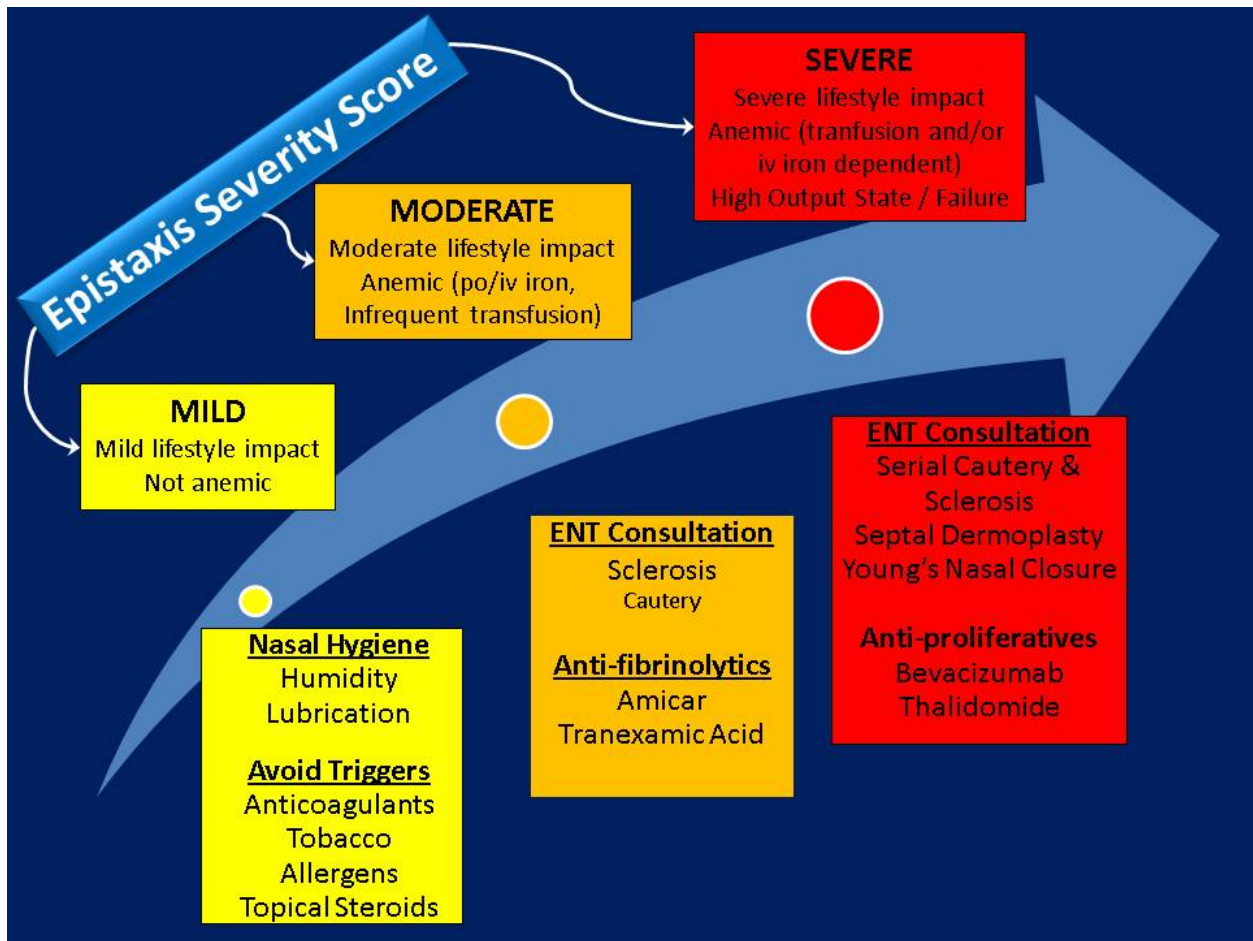 Epistaxis Severity Score
SEVERE
Severe lifestyle impact
Anemic (tranfusion and/or
iv iron dependent)
High Output State / Failure
MODERATE
Moderate lifestyle impact
Anemic (po/iv iron,
Infrequent transfusion)
MILD
Mild lifestyle impact
Not anemic
Nasal Hygiene
Humidity
Lubrication
Avoid Triggers
Anticoagulants
Tobacco
Allergens
Topical Steroids
ENT Consultation
Sclerosis
Cautery
Anti-fibrinolytics
Amicar
Tranexamic Acid
ENT Consultation
Serial Cautery &
Sclerosis
Septal Dermoplasty
Young's Nasal Closure
Anti-proliferatives
Bevacizumab
Thalidomide